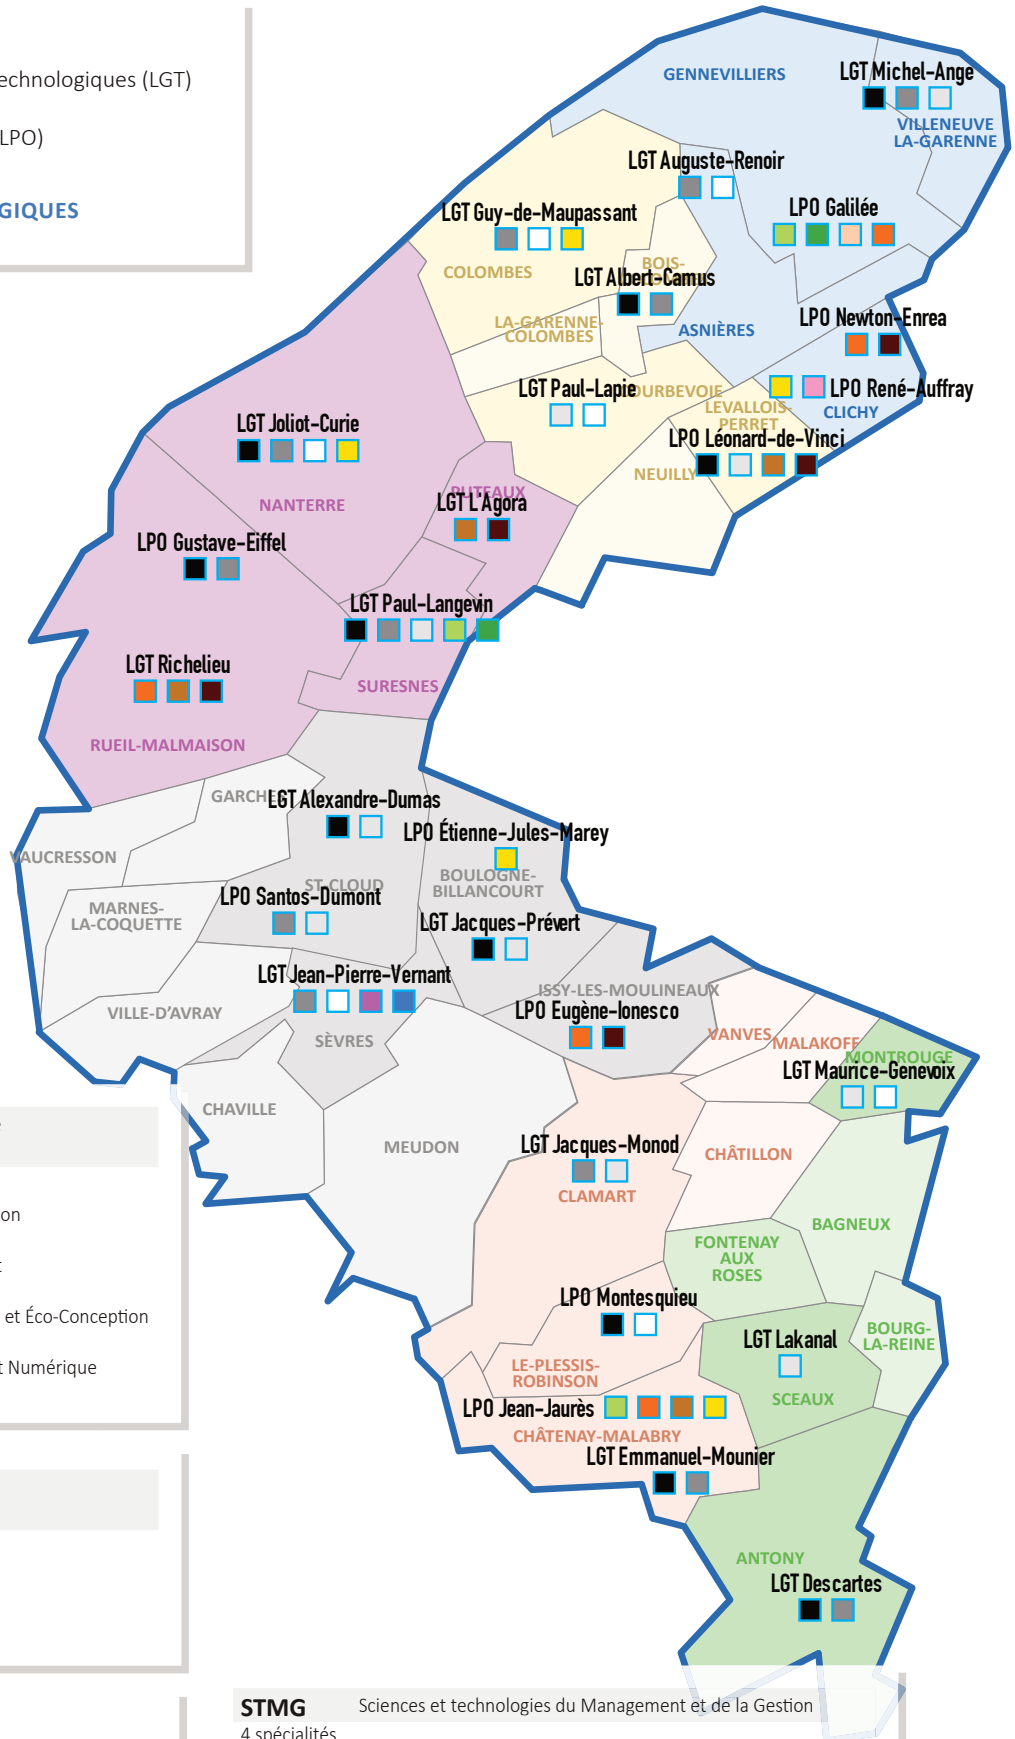 echnologiques (LGT)
LPO)
GIQUES
GENNEVILLIERS
LGT Michel-Ange
VILLENEUVE
LA-GARENNE
LGT Auguste-Renoir
LPO Galilée
LGT Guy-de-Maupassant
COLOMBES
BOIS-
LGT Albert-Camus
LA-GARENNE-
COLOMBES
ASNIÈRES
LPO Newton-Enrea
LGT Paul-Lapie
COURBEVOIE
LPO René-Auffray
CLICHY
LEVALLOIS-
PERRET
LGT Joliot-Curie
LPO Léonard-de-Vinci
NEUILLY
NANTERRE
PUTEAUX
LGT L'Agora
LPO Gustave-Eiffel
LGT Paul-Langevin
LGT Richelieu
SURESNES
RUEIL-MALMAISON
GARCHES
LGT Alexandre-Dumas
LPO Étienne-Jules-Marey
VAUCRESSON
BOULOGNE-
BILLANCOURT
ST-CLOUD
LPO Santos-Dumont
MARNES-
LA-COQUETTE
LGT Jacques-Prévert
LGT Jean-Pierre-Vernant
ISSY-LES-MOULINEAUX
VILLE-D'AVRAY
LPO Eugène-Ionesco
SÈVRES
VANVES
MALAKOFF
MONTROUGE
LGT Maurice-Genevoix
CHAVILLE
MEUDON
LGT Jacques-Monod
CHÂTILLON
CLAMART
on
BAGNEUX
FONTENAY
AUX
ROSES
t
LPO Montesquieu
et Éco-Conception
BOURG-
LA-REINE
LGT Lakanal
t Numérique
LE-PLESSIS-
ROBINSON
SCEAUX
LPO Jean-Jaurès
CHÂTENAY-MALABRY
LGT Emmanuel-Mounier
ANTONY
LGT Descartes
STMG Sciences et technologies du Management et de la Gestion
4 spécialités